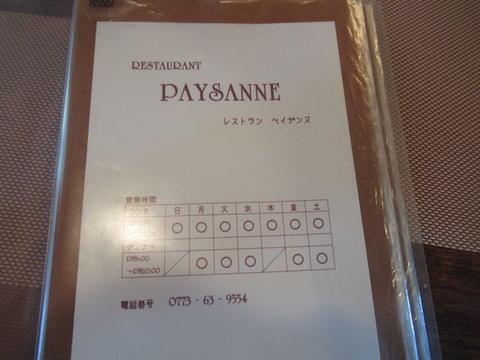 RESTAURANT
PAYSANNE
レストラン ペイザンヌ
営業時間
ランチ 日 月 火 水 木 金 土
○ ○ ○ ○ ○ ○ ○
ディナー
PM6:00
～PM10:00 ○ ○ ○ ○ ○
電話番号 0773 - 63 - 9554